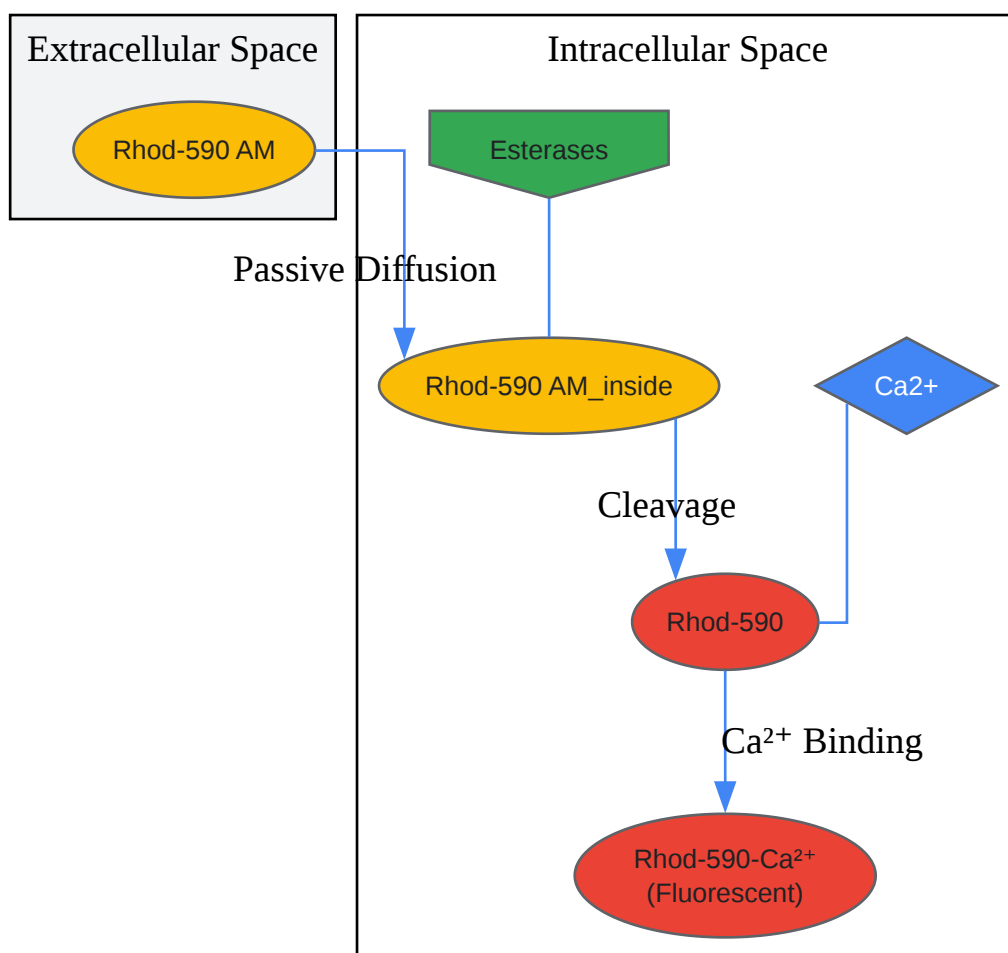 Extracellular Space
Intracellular Space
Rhod-590 AM
Esterases
Passive Diffusion
Rhod-590 AM_inside
Ca2+
Cleavage
Rhod-590
Ca²⁺ Binding
Rhod-590-Ca²⁺
(Fluorescent)